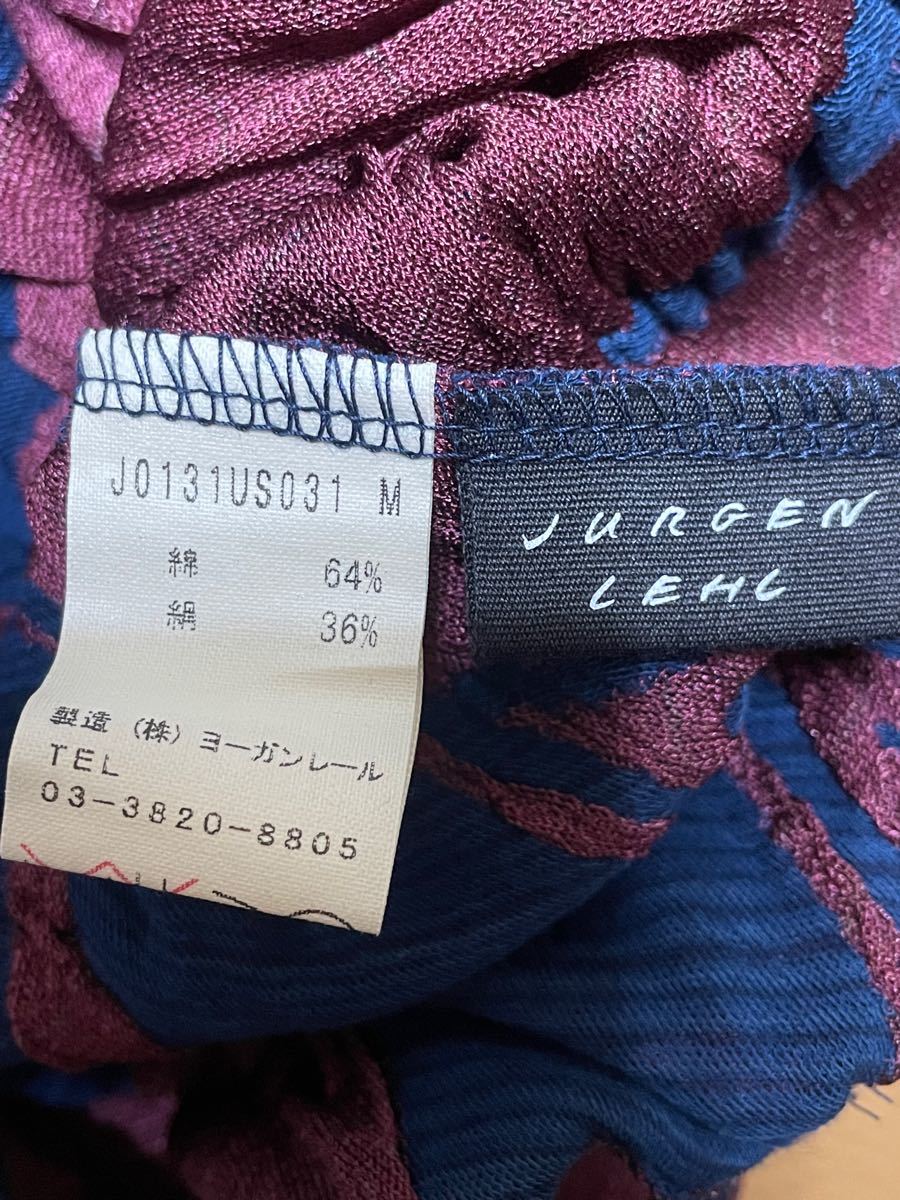 J0131US031 M
綿 64%
絹 36%
製造 (株) ヨーガンレール
TEL
03-3820-8805
JURGEN
LEHL